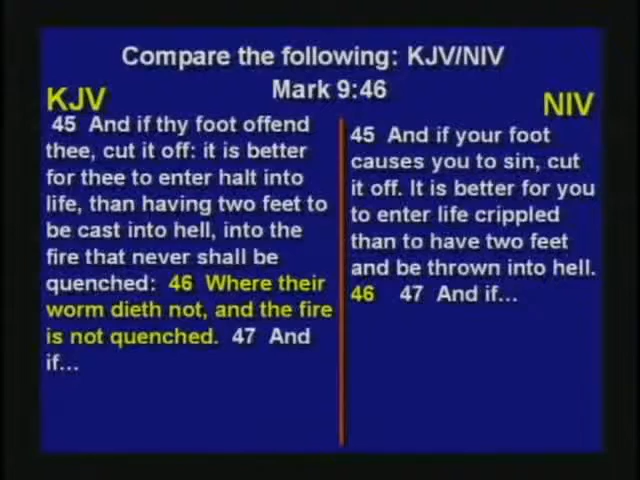 Compare the following: KJV/NIV
Mark 9:46
KJV
45 And if thy foot offend
thee, cut it off: it is better
for thee to enter halt into
life, than having two feet to
be cast into hell, into the
fire that never shall be
quenched: 46 Where their
worm dieth not, and the fire
is not quenched. 47 And
if...
NIV
45 And if your foot
causes you to sin, cut
it off. It is better for you
to enter life crippled
than to have two feet
and be thrown into hell.
46 47 And if...